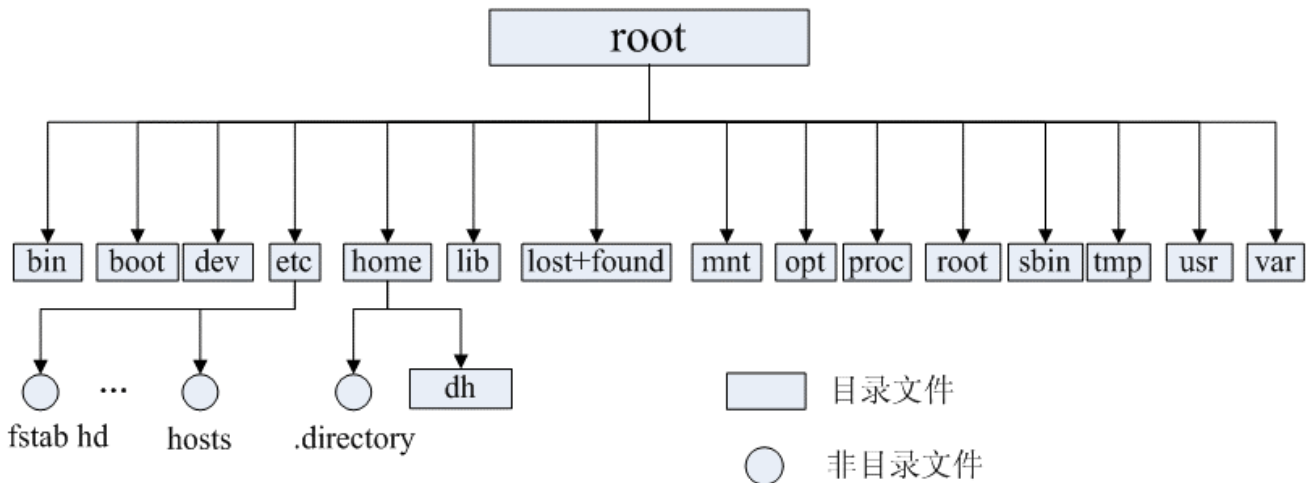 root
bin boot dev etc home lib lost+found mnt opt proc root sbin tmp usr var
... dh
fstab hd hosts .directory
目录文件
非目录文件